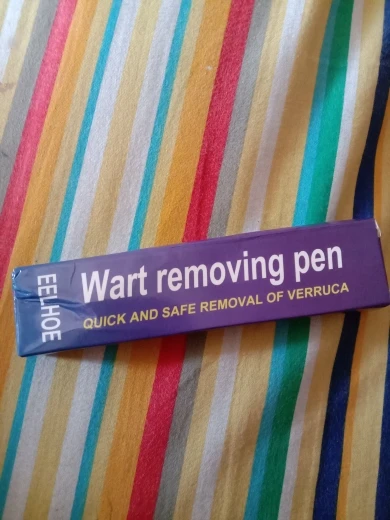 EELHOE
Wart removing pen
QUICK AND SAFE REMOVAL OF VERRUCA